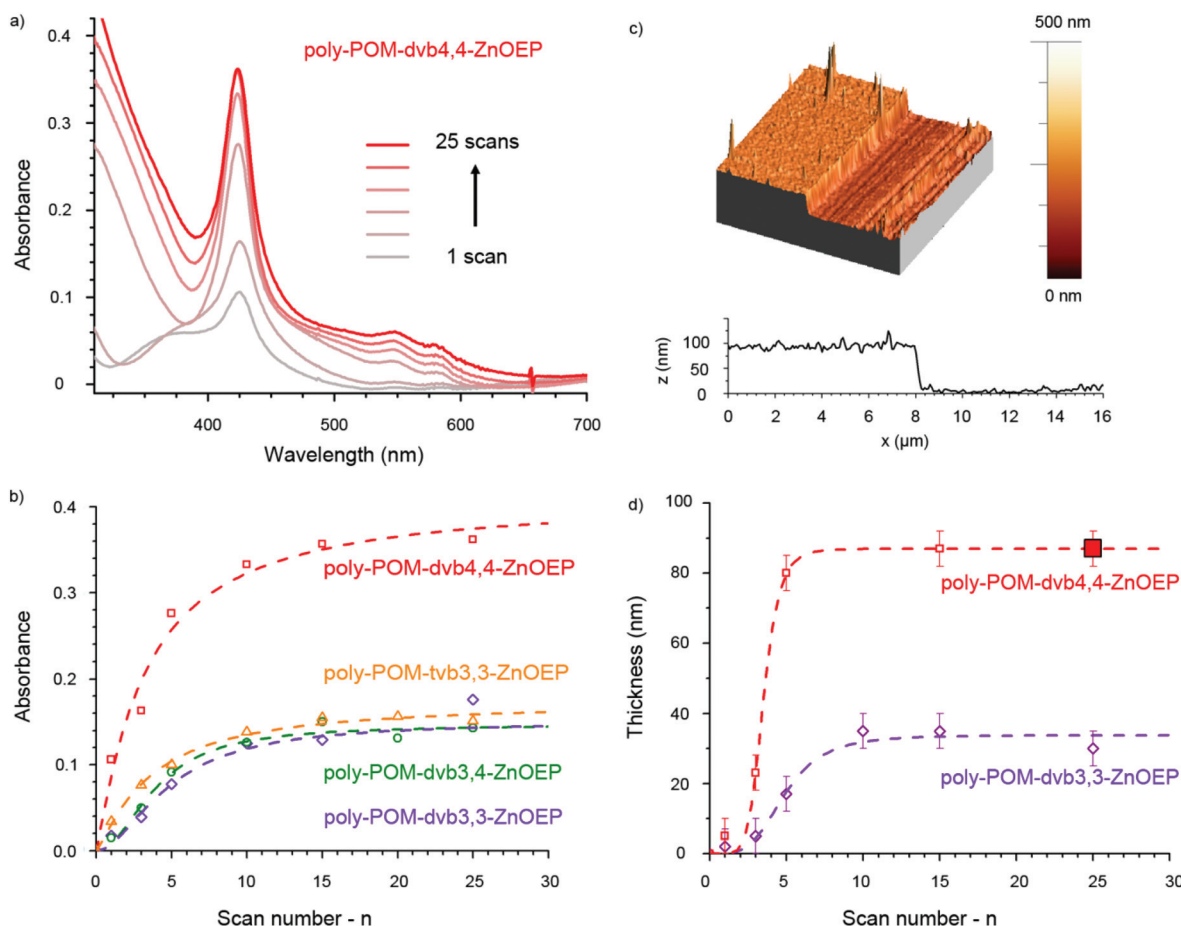 a)
0.4
0.3
0.2
0.1
0
Absorbance
poly-POM-dvb4,4-ZnOEP
25 scans
1 scan
400
500
600
700
Wavelength (nm)
c)
500 nm
0 nm
z (nm)
100
50
0
0
2
4
6
8
10
12
14
16
x (µm)
b)
0.4
0.3
0.2
0.1
0.0
Absorbance
poly-POM-dvb4,4-ZnOEP
poly-POM-tvb3,3-ZnOEP
poly-POM-dvb3,4-ZnOEP
poly-POM-dvb3,3-ZnOEP
0
5
10
15
20
25
30
Scan number - n
d)
100
80
60
40
20
0
Thickness (nm)
poly-POM-dvb4,4-ZnOEP
poly-POM-dvb3,3-ZnOEP
0
5
10
15
20
25
30
Scan number - n